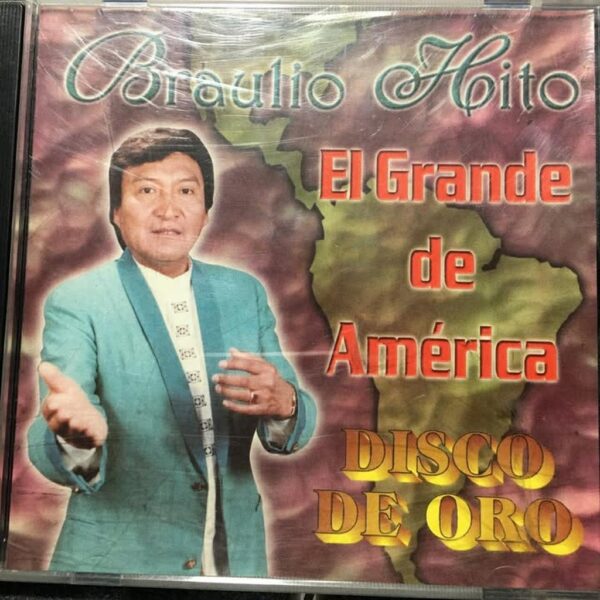 Braulio Hito
El Grande
de
América
DISCO
DE ORO